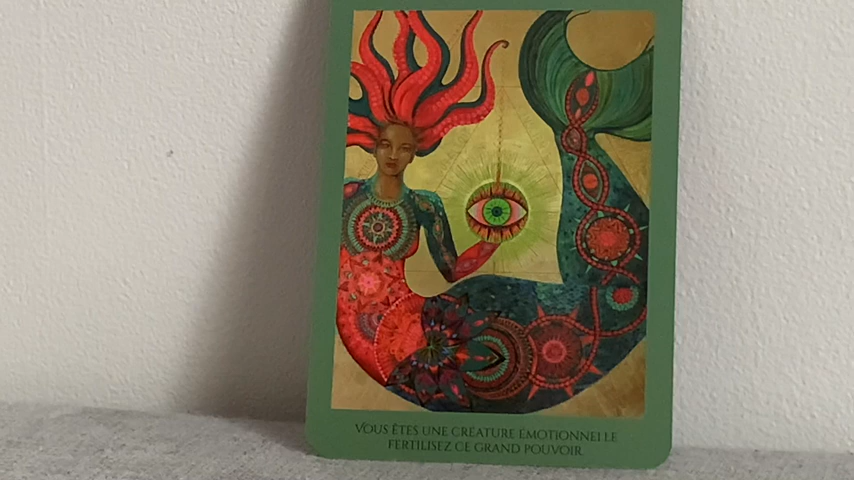 VOUS ÊTES UNE CRÉATURE ÉMOTIONNELLE
FERTILISEZ CE GRAND POUVOIR